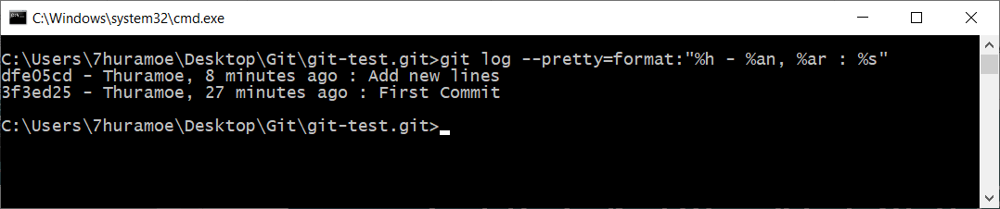 C:\Windows\system32\cmd.exe
C:\Users\7huramoe\Desktop\Git\git-test.git>git log --pretty=format:"%h - %an, %ar : %s"
dfe05cd - Thuramoe, 8 minutes ago : Add new lines
3f3ed25 - Thuramoe, 27 minutes ago : First Commit
C:\Users\7huramoe\Desktop\Git\git-test.git>